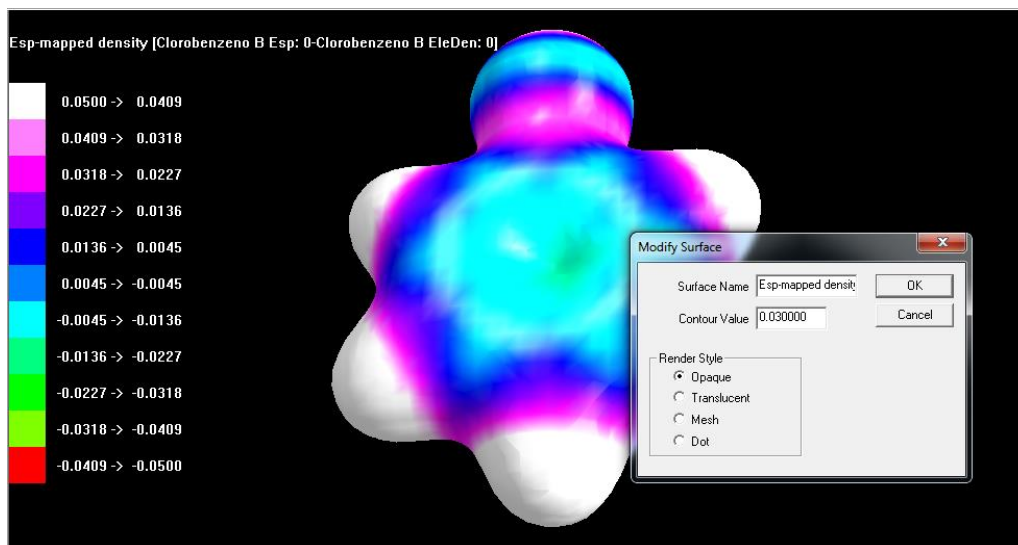 Esp-mapped density [Clorobenzeno B Esp: 0-Clorobenzeno B EleDen: 0]
0.0500 -> 0.0409
0.0409 -> 0.0318
0.0318 -> 0.0227
0.0227 -> 0.0136
0.0136 -> 0.0045
0.0045 -> -0.0045
-0.0045 -> -0.0136
-0.0136 -> -0.0227
-0.0227 -> -0.0318
-0.0318 -> -0.0409
-0.0409 -> -0.0500
Modify Surface
Surface Name Esp-mapped density OK
Contour Value 0.030000 Cancel
Render Style
Opaque
Translucent
Mesh
Dot